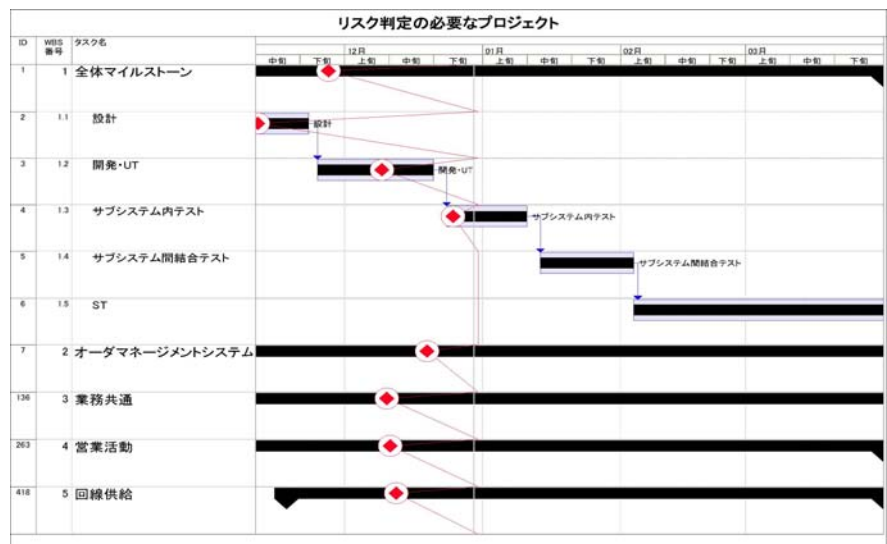 リスク判定の必要なプロジェクト
ID WBS番号 タスク名
12月 01月 02月 03月
中旬 下旬 上旬 中旬 下旬 上旬 中旬 下旬 上旬 中旬 下旬 上旬 中旬 下旬
1 1 全体マイルストーン
2 1.1 設計 設計
3 1.2 開発・UT 開発・UT
4 1.3 サブシステム内テスト サブシステム内テスト
5 1.4 サブシステム間結合テスト サブシステム間結合テスト
6 1.5 ST
7 2 オーダマネージメントシステム
136 3 業務共通
263 4 営業活動
418 5 回線供給